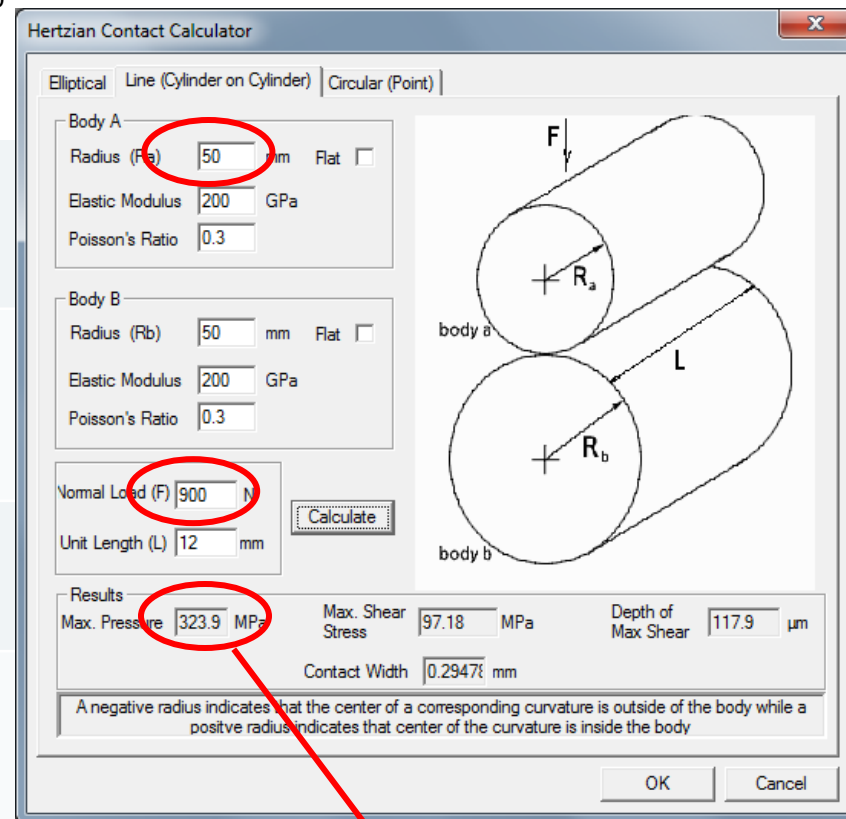 Hertzian Contact Calculator
Elliptical Line (Cylinder on Cylinder) Circular (Point)
Body A
Radius (Ra) 50 mm Flat
Elastic Modulus 200 GPa
Poisson's Ratio 0.3
Body B
Radius (Rb) 50 mm Flat
Elastic Modulus 200 GPa
Poisson's Ratio 0.3
Normal Load (F) 900 N
Unit Length (L) 12 mm
Calculate
F
Ra
body a
L
Rb
body b
Results
Max. Pressure 323.9 MPa
Max. Shear
Stress 97.18 MPa
Depth of
Max Shear 117.9 µm
Contact Width 0.29478 mm
A negative radius indicates that the center of a corresponding curvature is outside of the body while a
positve radius indicates that center of the curvature is inside the body
OK Cancel